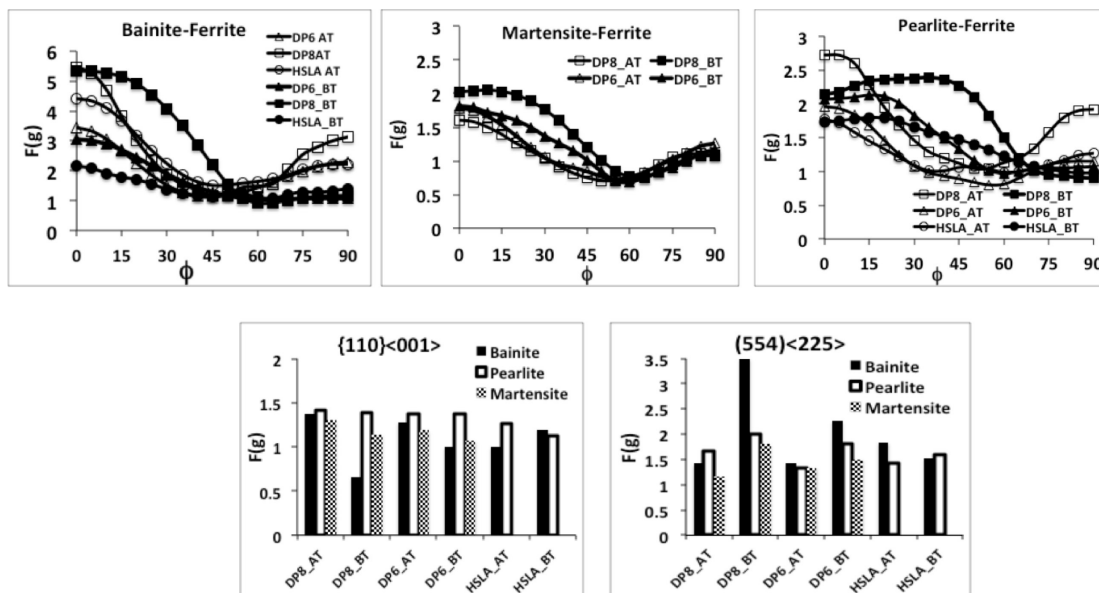 Bainite-Ferrite
F(g)
6
5
4
3
2
1
0
0 15 30 45 60 75 90
ϕ
DP6 AT
DP8AT
HSLA AT
DP6_BT
DP8_BT
HSLA_BT
Martensite-Ferrite
F(g)
3
2.5
2
1.5
1
0.5
0
0 15 30 45 60 75 90
ϕ
DP8_AT DP8_BT
DP6_AT DP6_BT
Pearlite-Ferrite
F(g)
3
2.5
2
1.5
1
0.5
0
0 15 30 45 60 75 90
ϕ
DP8_AT DP8_BT
DP6_AT DP6_BT
HSLA_AT HSLA_BT
{110}<001>
F(g)
2
1.5
1
0.5
0
Bainite
Pearlite
Martensite
DP8_AT DP8_BT DP6_AT DP6_BT HSLA_AT HSLA_BT
(554)<225>
F(g)
3.5
3
2.5
2
1.5
1
0.5
0
Bainite
Pearlite
Martensite
DP8_AT DP8_BT DP6_AT DP6_BT HSLA_AT HSLA_BT